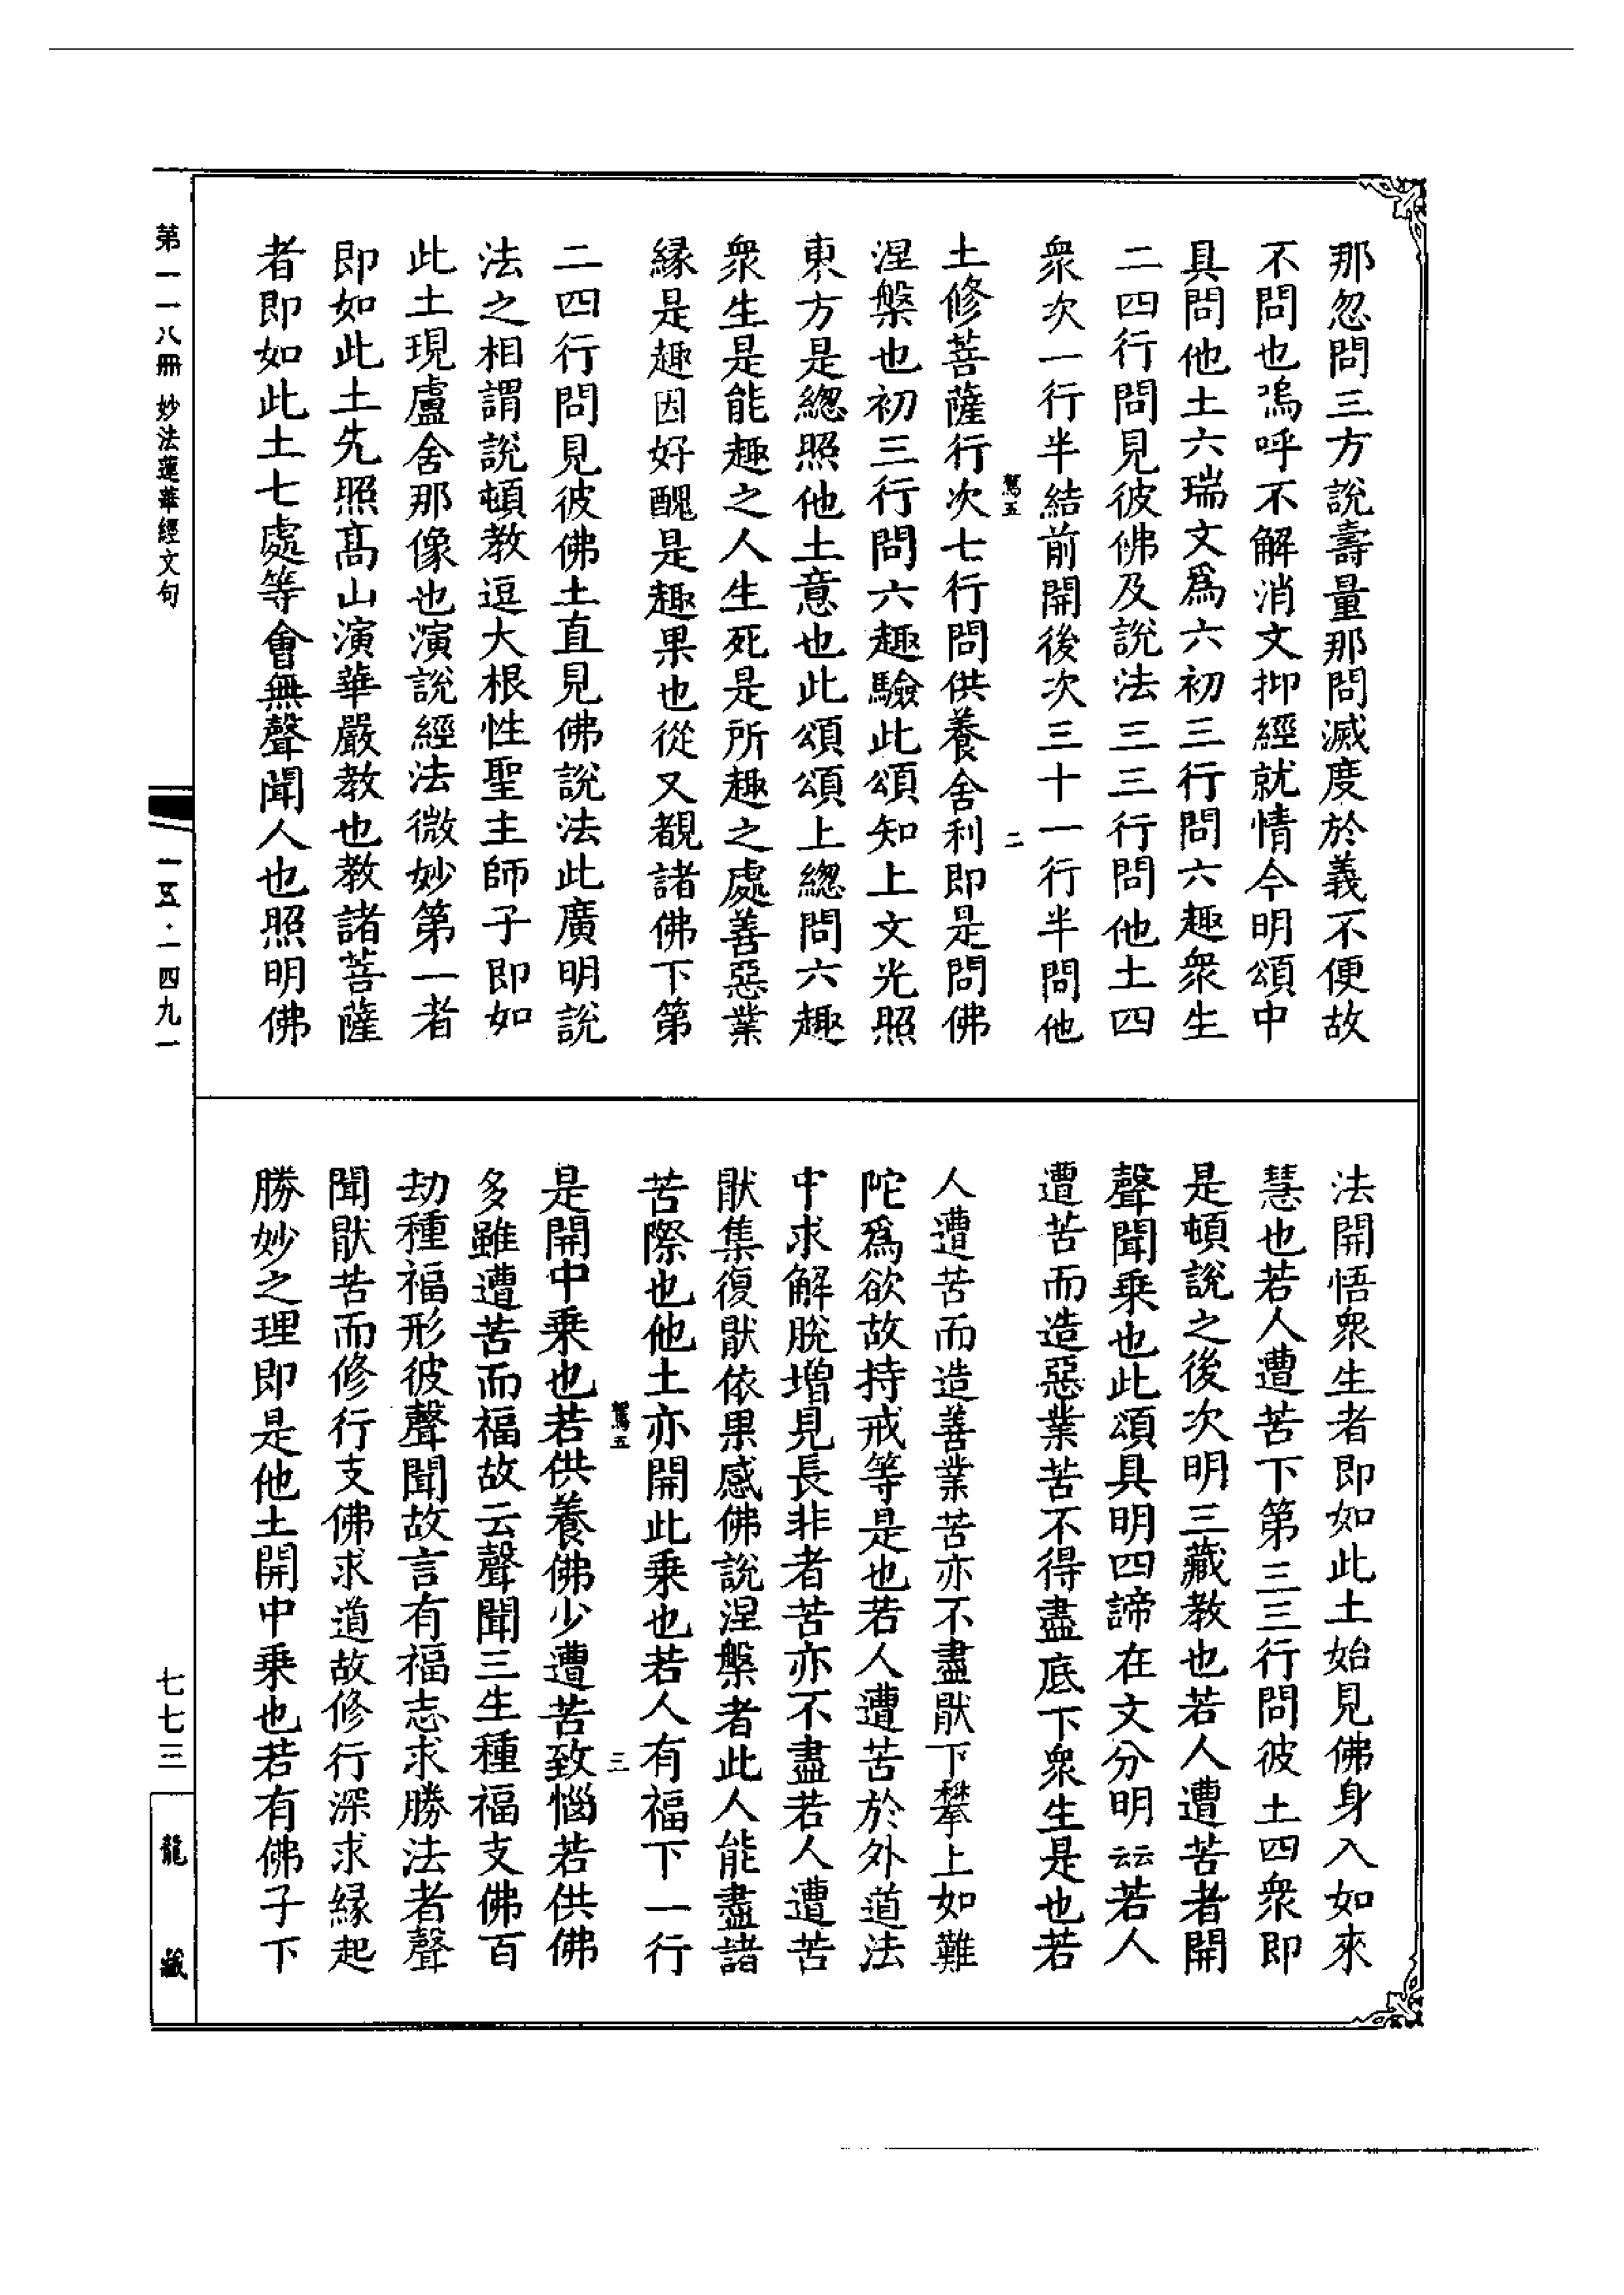 那忽問三方說壽量那問滅度於義不便故
不問也嗚呼不解消文抑經就情今明頌中
具問他土六瑞文爲六初三行問六趣衆生
二四行問見彼佛及說法三三行問他土四
衆次一行半結前開後次三十一行半問他
駕五 二
土修菩薩行次七行問供養舍利即是問佛
涅槃也初三行問六趣驗此頌知上文光照
東方是緫照他土意也此頌頌上緫問六趣
衆生是能趣之人生死是所趣之處善惡業
縁是趣因好醜是趣果也從又覩諸佛下第
二四行問見彼佛土直見佛說法此廣明說
法之相謂說頓教逗大根性聖主師子即如
此土現盧舍那像也演說經法微妙第一者
即如此土先照髙山演華嚴教也教諸菩薩
者即如此土七處等會無聲聞人也照明佛
法開悟衆生者即如此土始見佛身入如來
慧也若人遭苦下第三三行問彼土四衆即
是頓說之後次明三藏教也若人遭苦者開
聲聞乗也此頌具明四諦在文分明云云若人
遭苦而造惡業苦不得盡底下衆生是也若
人遭苦而造善業苦亦不盡猒下攀上如難
陀爲欲故持戒等是也若人遭苦於外道法
中求解脫增見長非者苦亦不盡若人遭苦
猒集復猒依果感佛說涅槃者此人能盡諸
苦際也他土亦開此乗也若人有福下一行
駕五 三
是開中乗也若供養佛少遭苦致惱若供佛
多雖遭苦而福故云聲聞三生種福支佛百
劫種福形彼聲聞故言有福志求勝法者聲
聞猒苦而修行支佛求道故修行深求縁起
勝妙之理即是他土開中乗也若有佛子下
第一一八冊 妙法蓮華經文句
一五·一四九一
七七三
龍藏